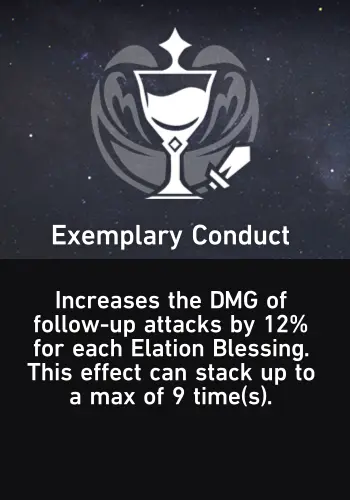 Exemplary Conduct
Increases the DMG of
follow-up attacks by 12%
for each Elation Blessing.
This effect can stack up to
a max of 9 time(s).